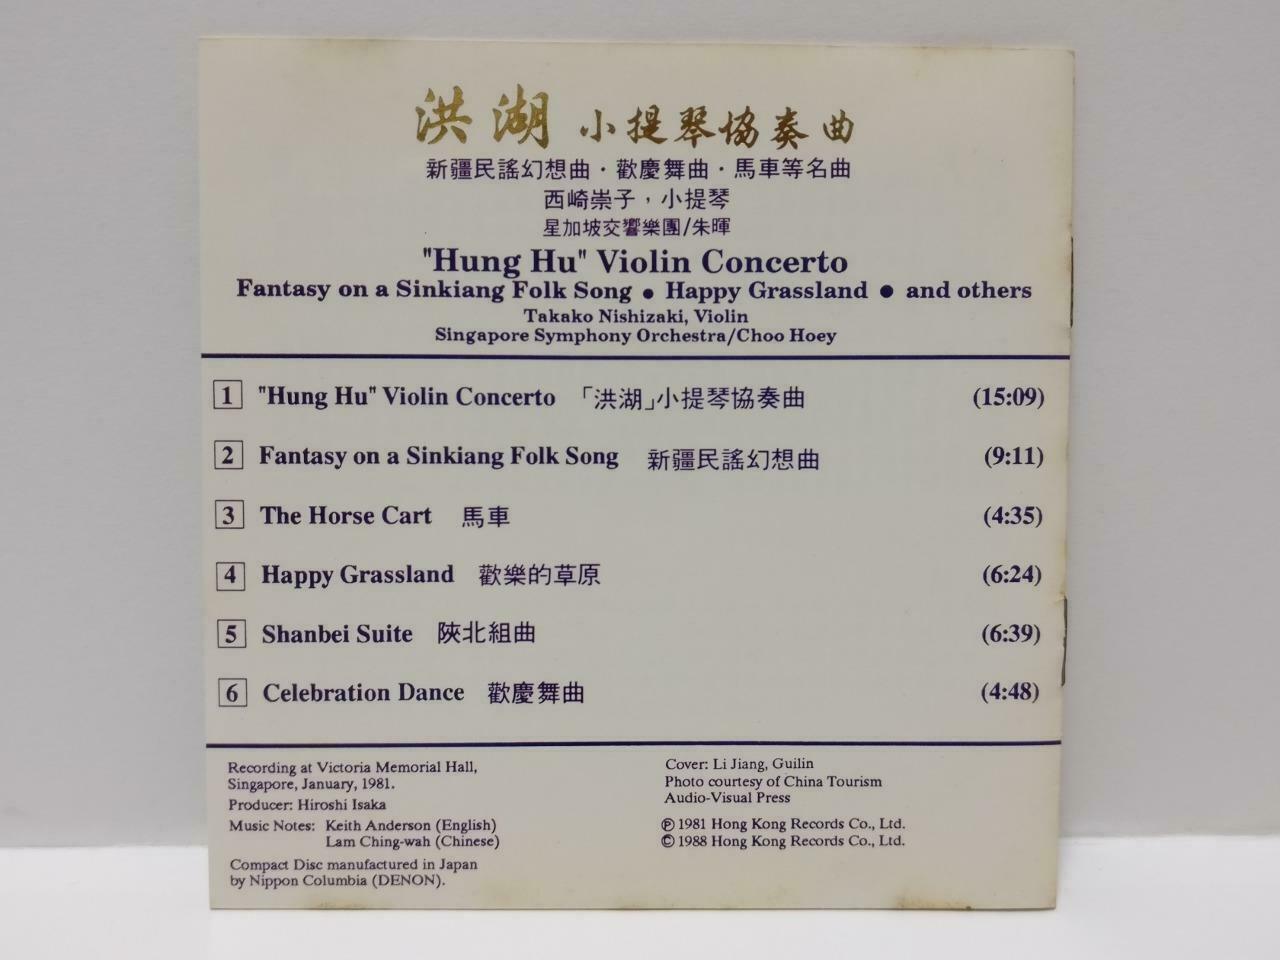 洪湖 小提琴協奏曲
新疆民謠幻想曲・歡慶舞曲・馬車等名曲
西崎崇子，小提琴
星加坡交響樂團/朱暉
"Hung Hu" Violin Concerto
Fantasy on a Sinkiang Folk Song ● Happy Grassland ● and others
Takako Nishizaki, Violin
Singapore Symphony Orchestra/Choo Hoey
1 "Hung Hu" Violin Concerto 「洪湖」小提琴協奏曲 (15:09)
2 Fantasy on a Sinkiang Folk Song 新疆民謠幻想曲 (9:11)
3 The Horse Cart 馬車 (4:35)
4 Happy Grassland 歡樂的草原 (6:24)
5 Shanbei Suite 陝北組曲 (6:39)
6 Celebration Dance 歡慶舞曲 (4:48)
Recording at Victoria Memorial Hall,
Singapore, January, 1981.
Producer: Hiroshi Isaka
Music Notes: Keith Anderson (English)
Lam Ching-wah (Chinese)
Compact Disc manufactured in Japan
by Nippon Columbia (DENON).
Cover: Li Jiang, Guilin
Photo courtesy of China Tourism
Audio-Visual Press
℗ 1981 Hong Kong Records Co., Ltd.
© 1988 Hong Kong Records Co., Ltd.